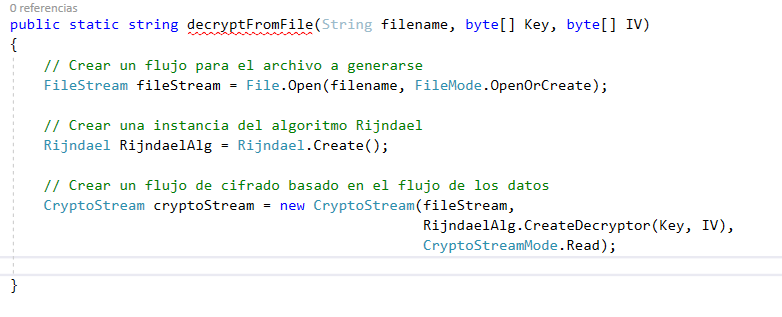 0 referencias
public static string decryptFromFile(String filename, byte[] Key, byte[] IV)
{
// Crear un flujo para el archivo a generarse
FileStream fileStream = File.Open(filename, FileMode.OpenOrCreate);
// Crear una instancia del algoritmo Rijndael
Rijndael RijndaelAlg = Rijndael.Create();
// Crear un flujo de cifrado basado en el flujo de los datos
CryptoStream cryptoStream = new CryptoStream(fileStream,
RijndaelAlg.CreateDecryptor(Key, IV),
CryptoStreamMode.Read);
}